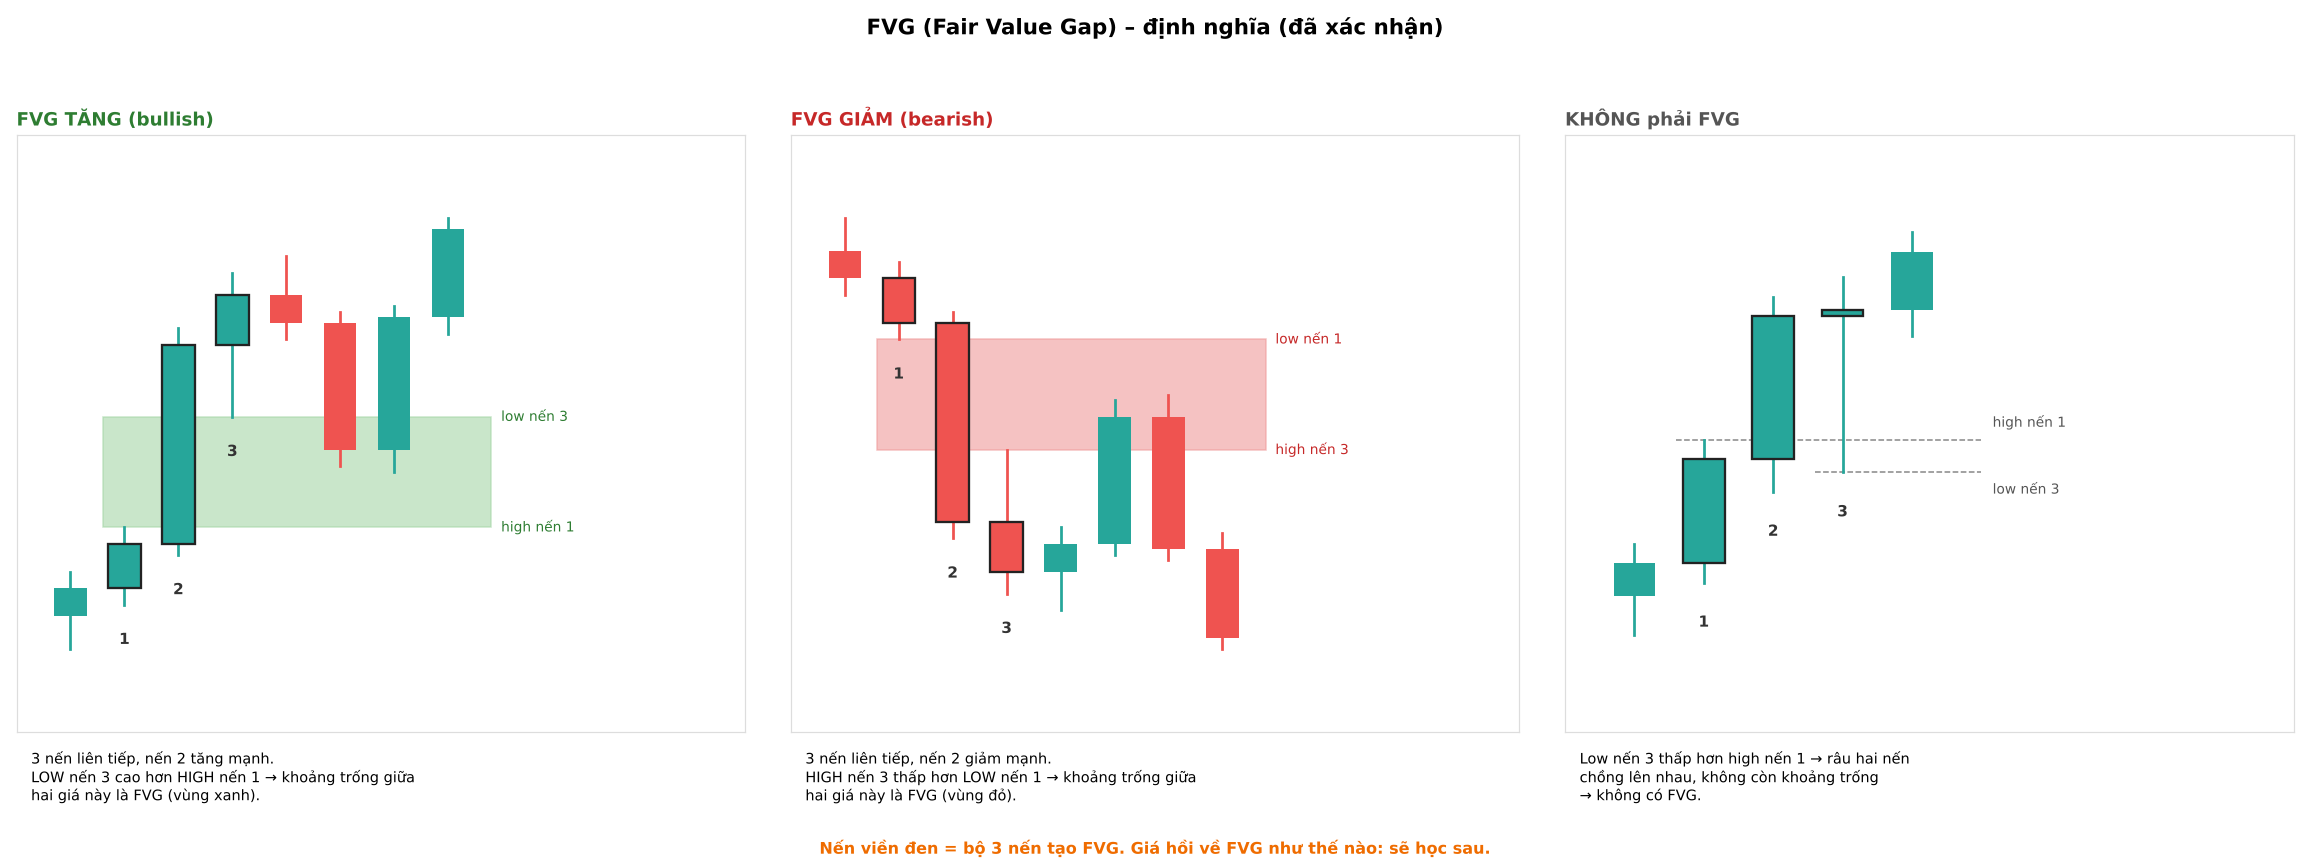 FVG (Fair Value Gap) – định nghĩa (đã xác nhận)
FVG TĂNG (bullish)
low nến 3
high nến 1
1
2
3
3 nến liên tiếp, nến 2 tăng mạnh.
LOW nến 3 cao hơn HIGH nến 1 → khoảng trống giữa
hai giá này là FVG (vùng xanh).
FVG GIẢM (bearish)
low nến 1
high nến 3
1
2
3
3 nến liên tiếp, nến 2 giảm mạnh.
HIGH nến 3 thấp hơn LOW nến 1 → khoảng trống giữa
hai giá này là FVG (vùng đỏ).
KHÔNG phải FVG
high nến 1
low nến 3
1
2
3
Low nến 3 thấp hơn high nến 1 → râu hai nến
chồng lên nhau, không còn khoảng trống
→ không có FVG.
Nến viền đen = bộ 3 nến tạo FVG. Giá hồi về FVG như thế nào: sẽ học sau.